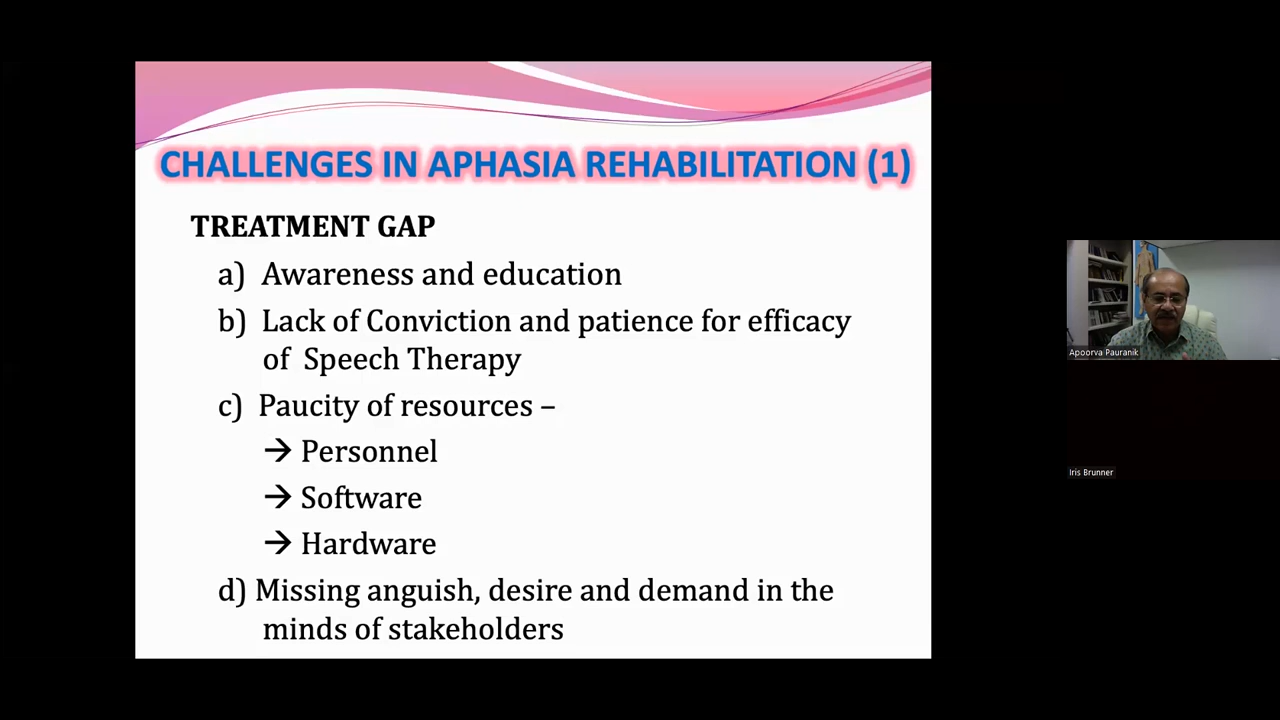 CHALLENGES IN APHASIA REHABILITATION (1)
TREATMENT GAP
a) Awareness and education
b) Lack of Conviction and patience for efficacy
of Speech Therapy
c) Paucity of resources –
→ Personnel
→ Software
→ Hardware
d) Missing anguish, desire and demand in the
minds of stakeholders
Apoorva Pauranik
Iris Brunner